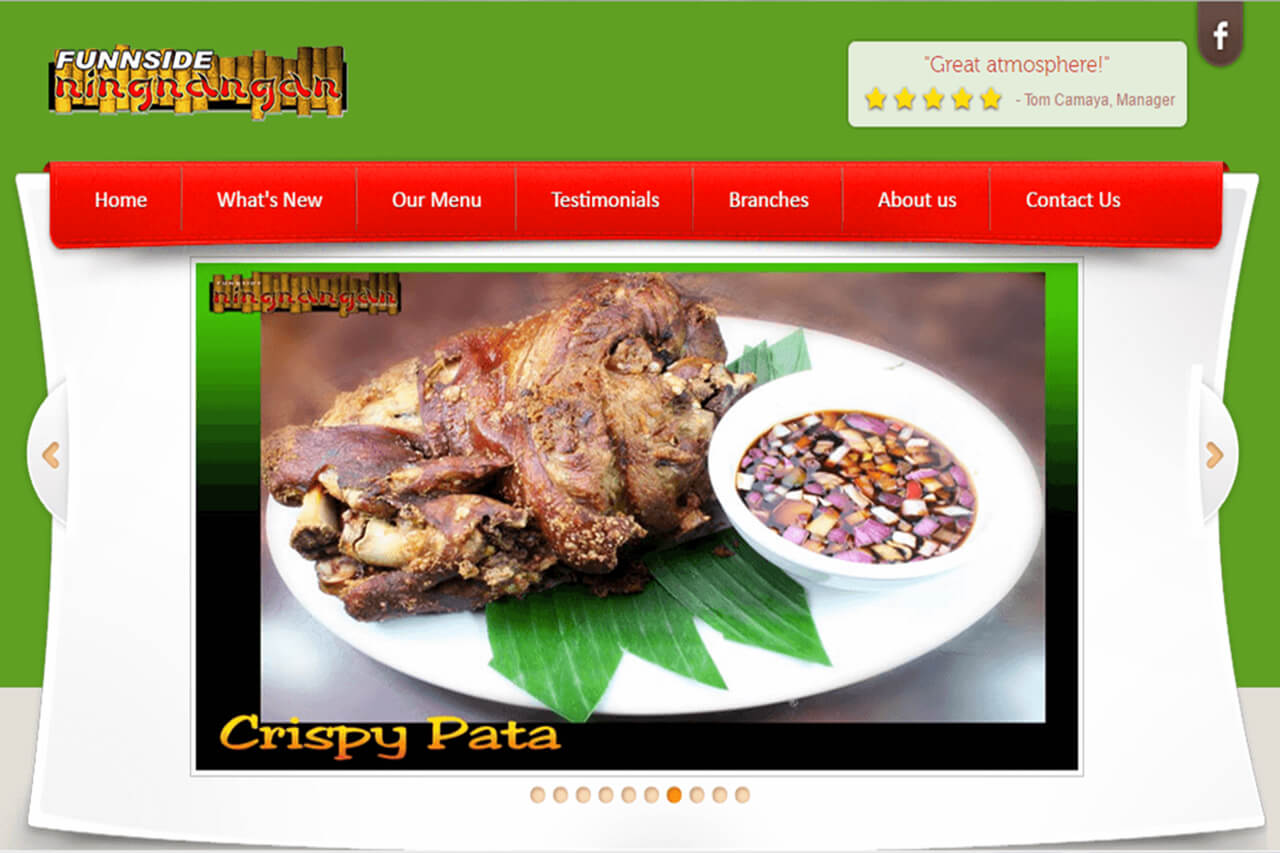 FUNNSIDE
ningnangan
f
"Great atmosphere!"
- Tom Camaya, Manager
Home
What's New
Our Menu
Testimonials
Branches
About us
Contact Us
FUNNSIDE
ningnangan
Crispy Pata